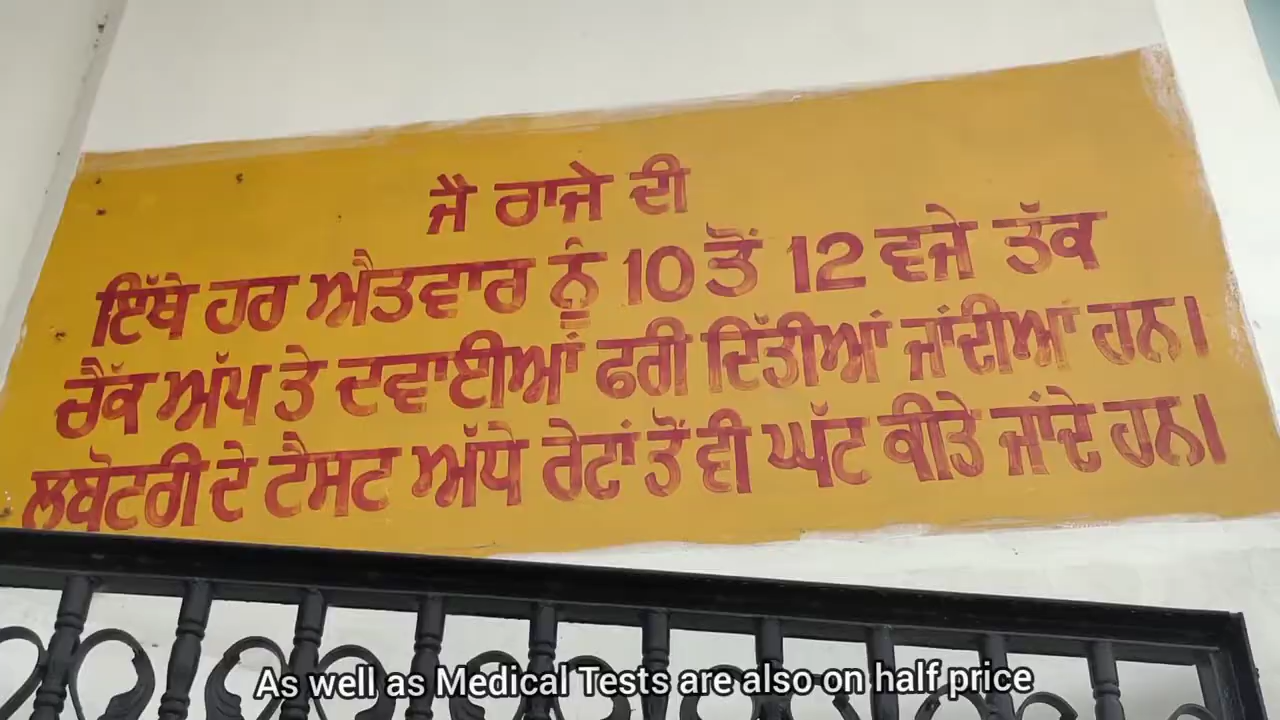 ਜੈ ਰਾਜੇ ਦੀ
ਇੱਥੇ ਹਰ ਐਤਵਾਰ ਨੂੰ 10 ਤੋਂ 12 ਵਜੇ ਤੱਕ
ਚੈਕੱ ਅੱਪ ਤੇ ਦਵਾਈਆਂ ਫਰੀ ਦਿੱਤੀਆਂ ਜਾਂਦੀਆਂ ਹਨ।
ਲਬੋਟਰੀ ਦੇ ਟੈਸਟ ਅੱਧੇ ਰੇਟਾਂ ਤੋਂ ਵੀ ਘੱਟ ਕੀਤੇ ਜਾਂਦੇ ਹਨ।
As well as Medical Tests are also on half price